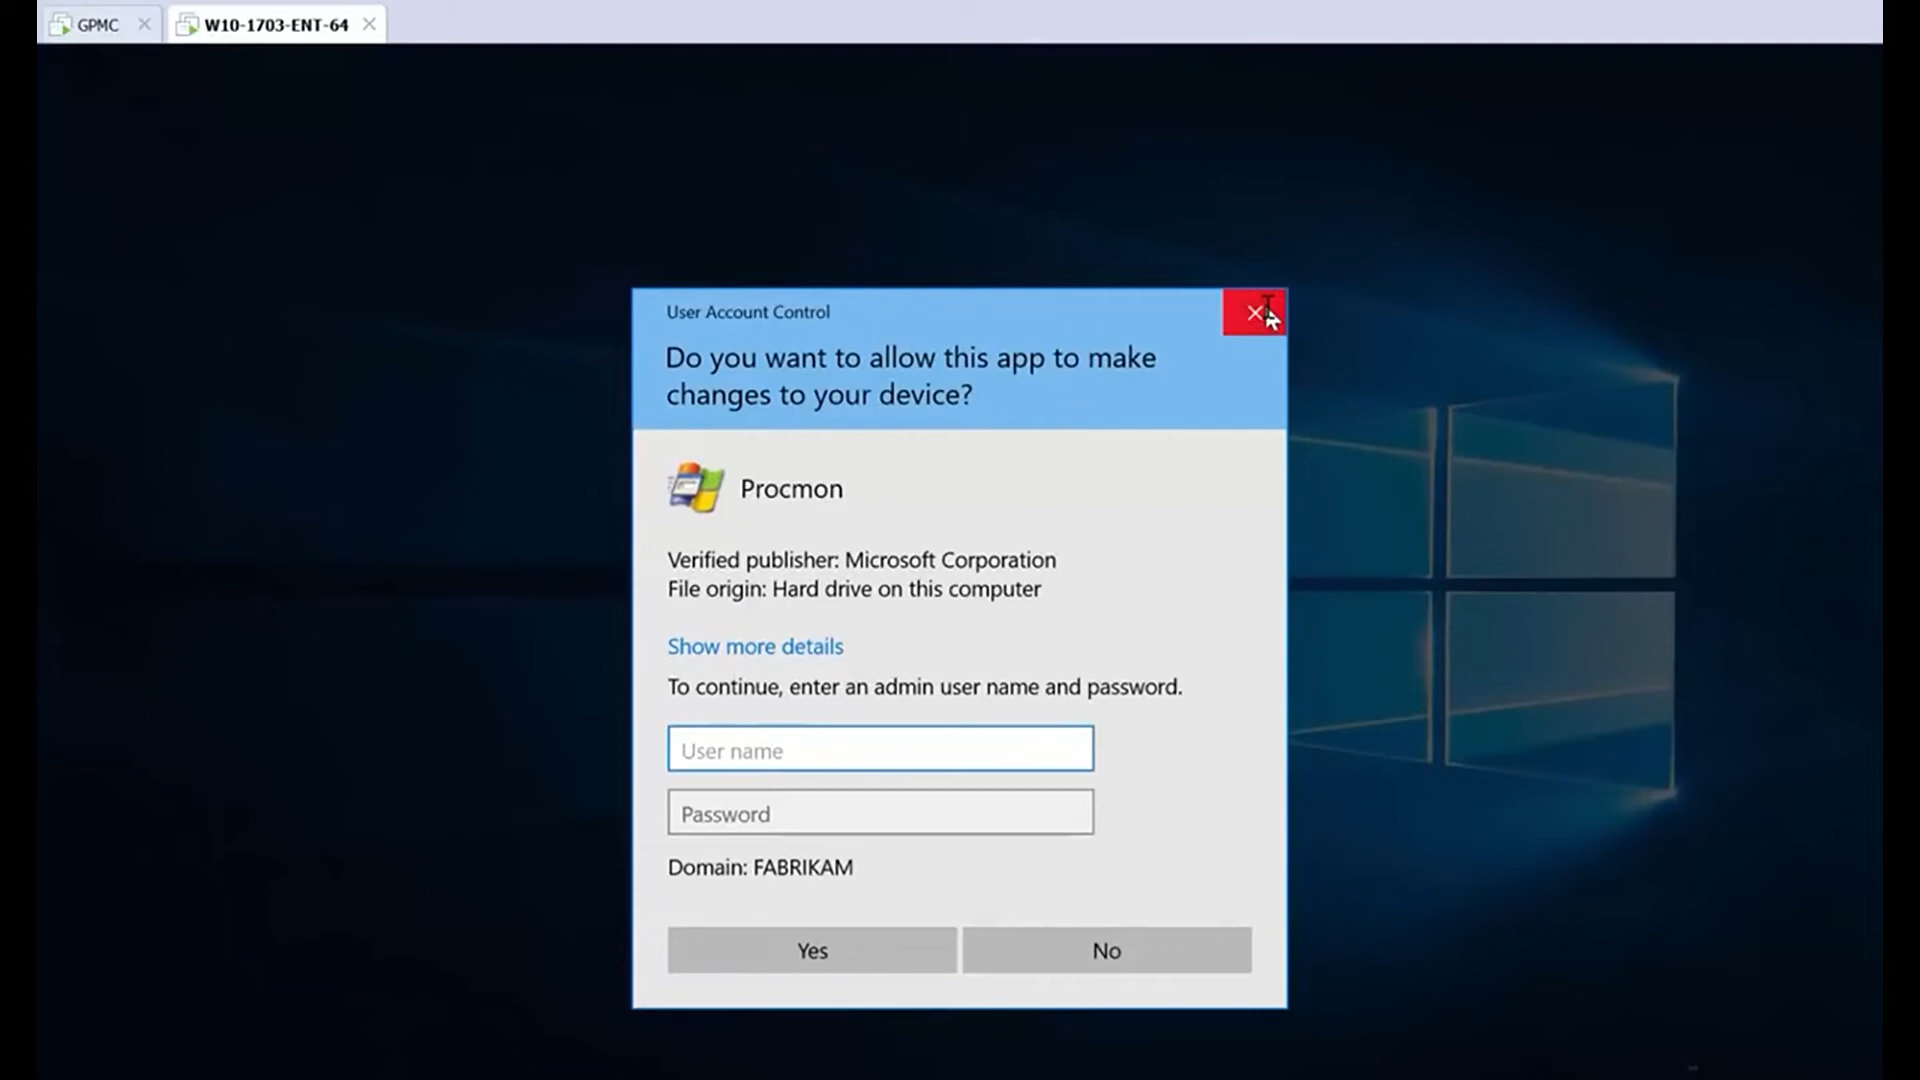 GPMC
W10-1703-ENT-64
User Account Control
Do you want to allow this app to make
changes to your device?
Procmon
Verified publisher: Microsoft Corporation
File origin: Hard drive on this computer
Show more details
To continue, enter an admin user name and password.
User name
Password
Domain: FABRIKAM
Yes
No